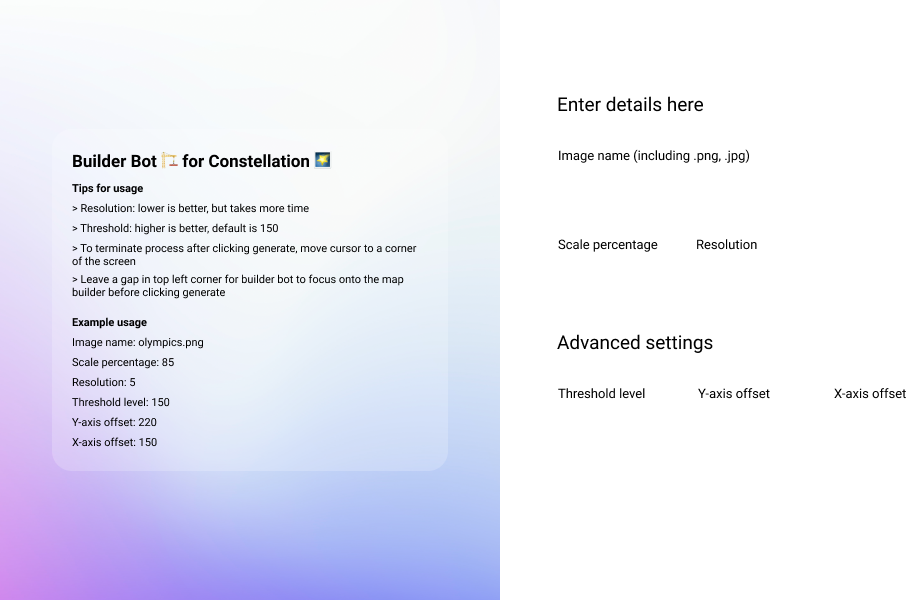 Builder Bot 🏗️ for Constellation 🌠
Tips for usage
> Resolution: lower is better, but takes more time
> Threshold: higher is better, default is 150
> To terminate process after clicking generate, move cursor to a corner
of the screen
> Leave a gap in top left corner for builder bot to focus onto the map
builder before clicking generate
Example usage
Image name: olympics.png
Scale percentage: 85
Resolution: 5
Threshold level: 150
Y-axis offset: 220
X-axis offset: 150
Enter details here
Image name (including .png, .jpg)
Scale percentage Resolution
Advanced settings
Threshold level Y-axis offset X-axis offset